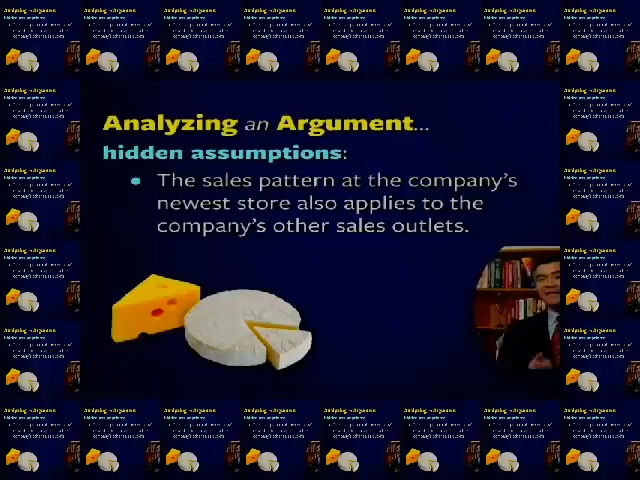 Analyzing an Argument...
hidden assumptions:
• The sales pattern at the company's
newest store also applies to the
company's other sales outlets.